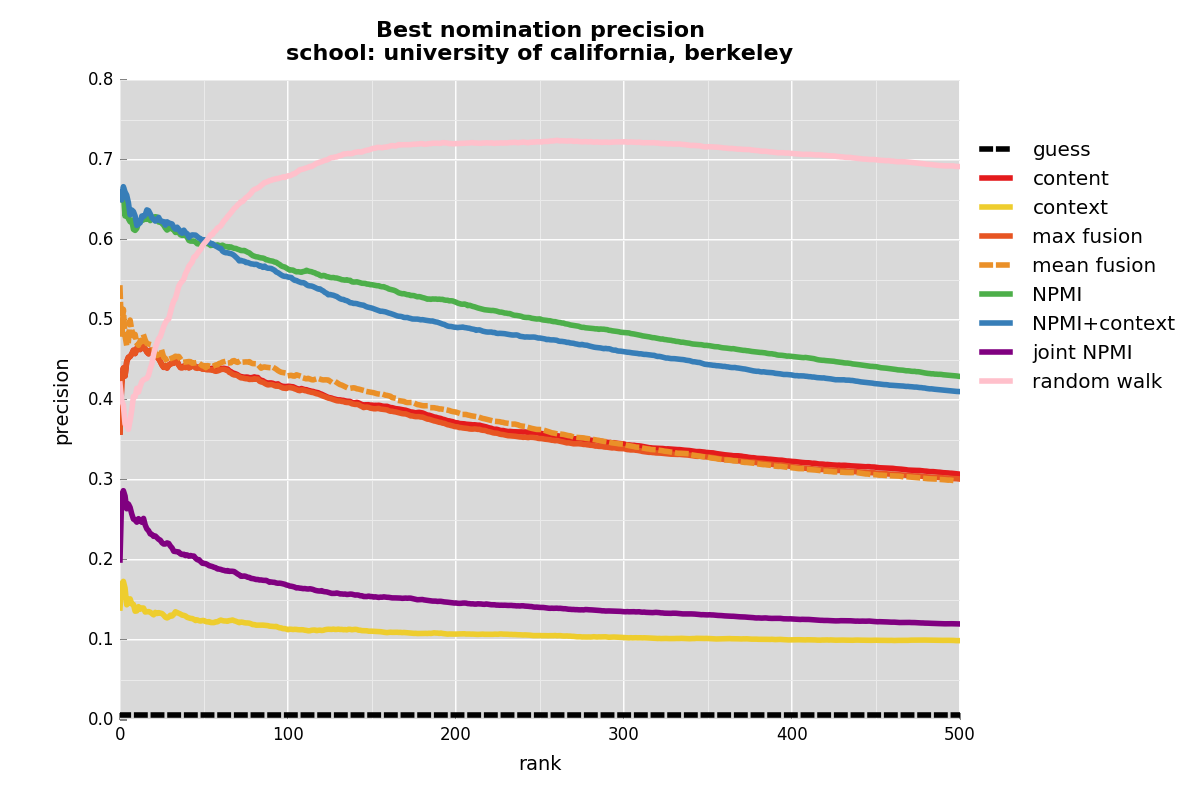 Best nomination precision
school: university of california, berkeley
precision
0.8
0.7
0.6
0.5
0.4
0.3
0.2
0.1
0.0
0
100
200
300
400
500
rank
guess
content
context
max fusion
mean fusion
NPMI
NPMI+context
joint NPMI
random walk